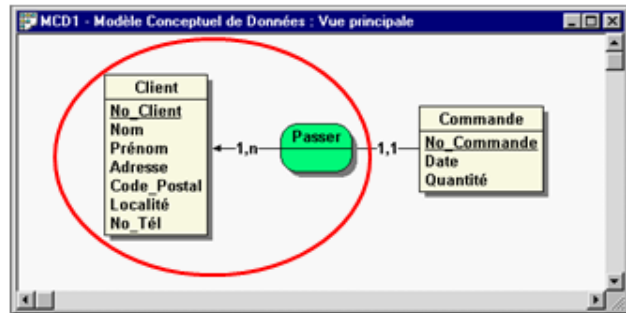 MCD1 - Modèle Conceptuel de Données : Vue principale
Client
No_Client
Nom
Prénom
Adresse
Code_Postal
Localité
No_Tél
1,n
Passer
1,1
Commande
No_Commande
Date
Quantité